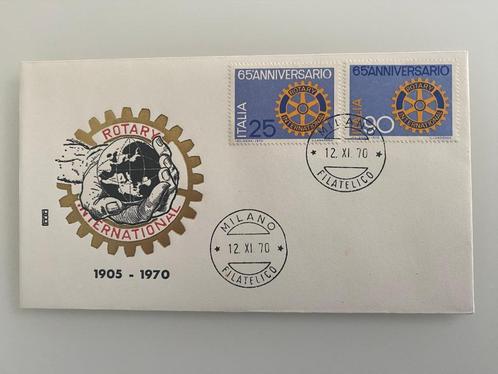 65 ANNIVERSARIO
ITALIA
25
ROTARY
INTERNATIONAL
65 ANNIVERSARIO
ITALIA
90
ROTARY
INTERNATIONAL
MILANO
12. XI. 70
FILATELICO
ROTARY
INTERNATIONAL
1905 - 1970
MILANO
12. XI. 70
FILATELICO